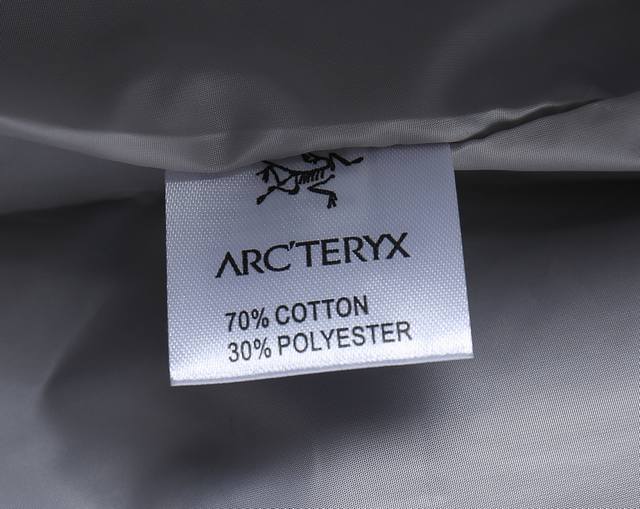 ARC'TERYX
70% COTTON
30% POLYESTER